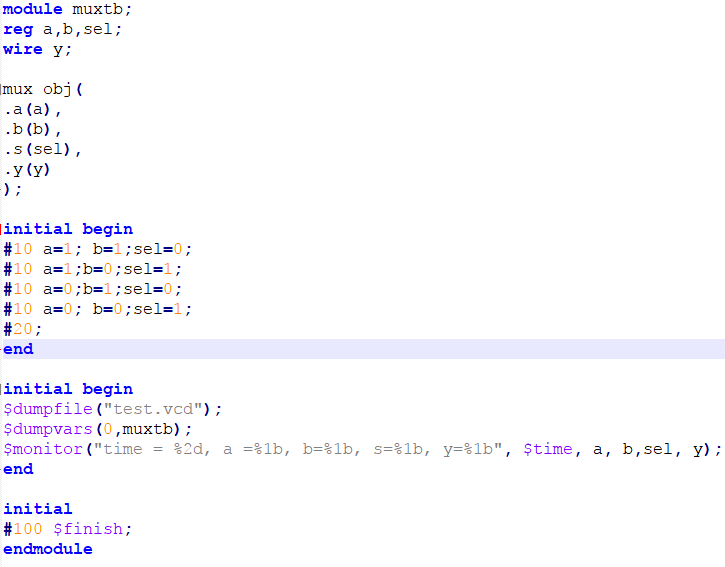 module muxtb;
reg a,b,sel;
wire y;
mux obj(
.a(a),
.b(b),
.s(sel),
.y(y)
);
initial begin
#10 a=1; b=1;sel=0;
#10 a=1;b=0;sel=1;
#10 a=0;b=1;sel=0;
#10 a=0; b=0;sel=1;
#20;
end
initial begin
$dumpfile("test.vcd");
$dumpvars(0,muxtb);
$monitor("time = %2d, a =%1b, b=%1b, s=%1b, y=%1b", $time, a, b,sel, y);
end
initial
#100 $finish;
endmodule